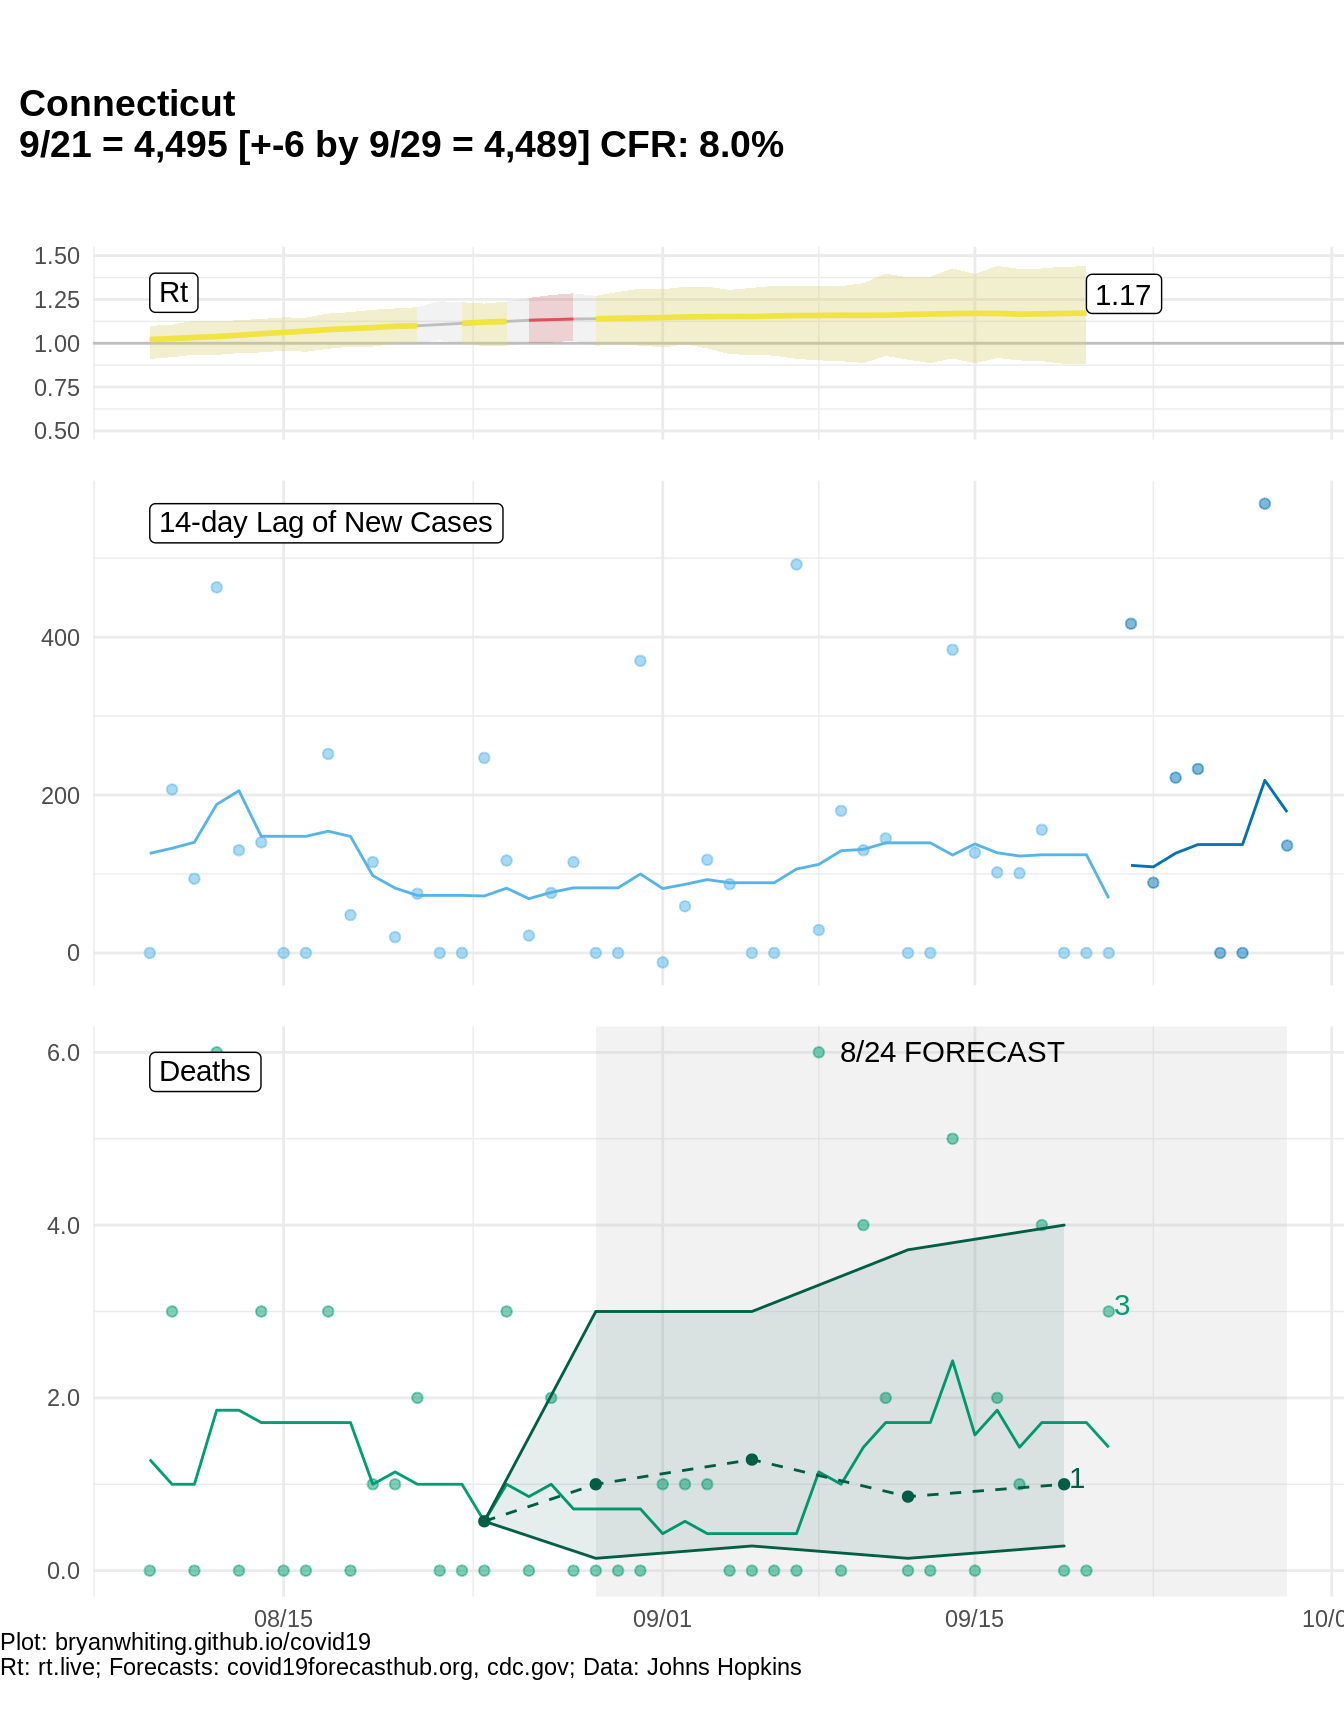 Connecticut
9/21 = 4,495 [+-6 by 9/29 = 4,489] CFR: 8.0%
1.50
1.25
1.00
0.75
0.50
Rt
1.17
14-day Lag of New Cases
400
200
0
Deaths
8/24 FORECAST
6.0
4.0
2.0
0.0
3
1
08/15
09/01
09/15
10/0
Plot: bryanwhiting.github.io/covid19
Rt: rt.live; Forecasts: covid19forecasthub.org, cdc.gov; Data: Johns Hopkins